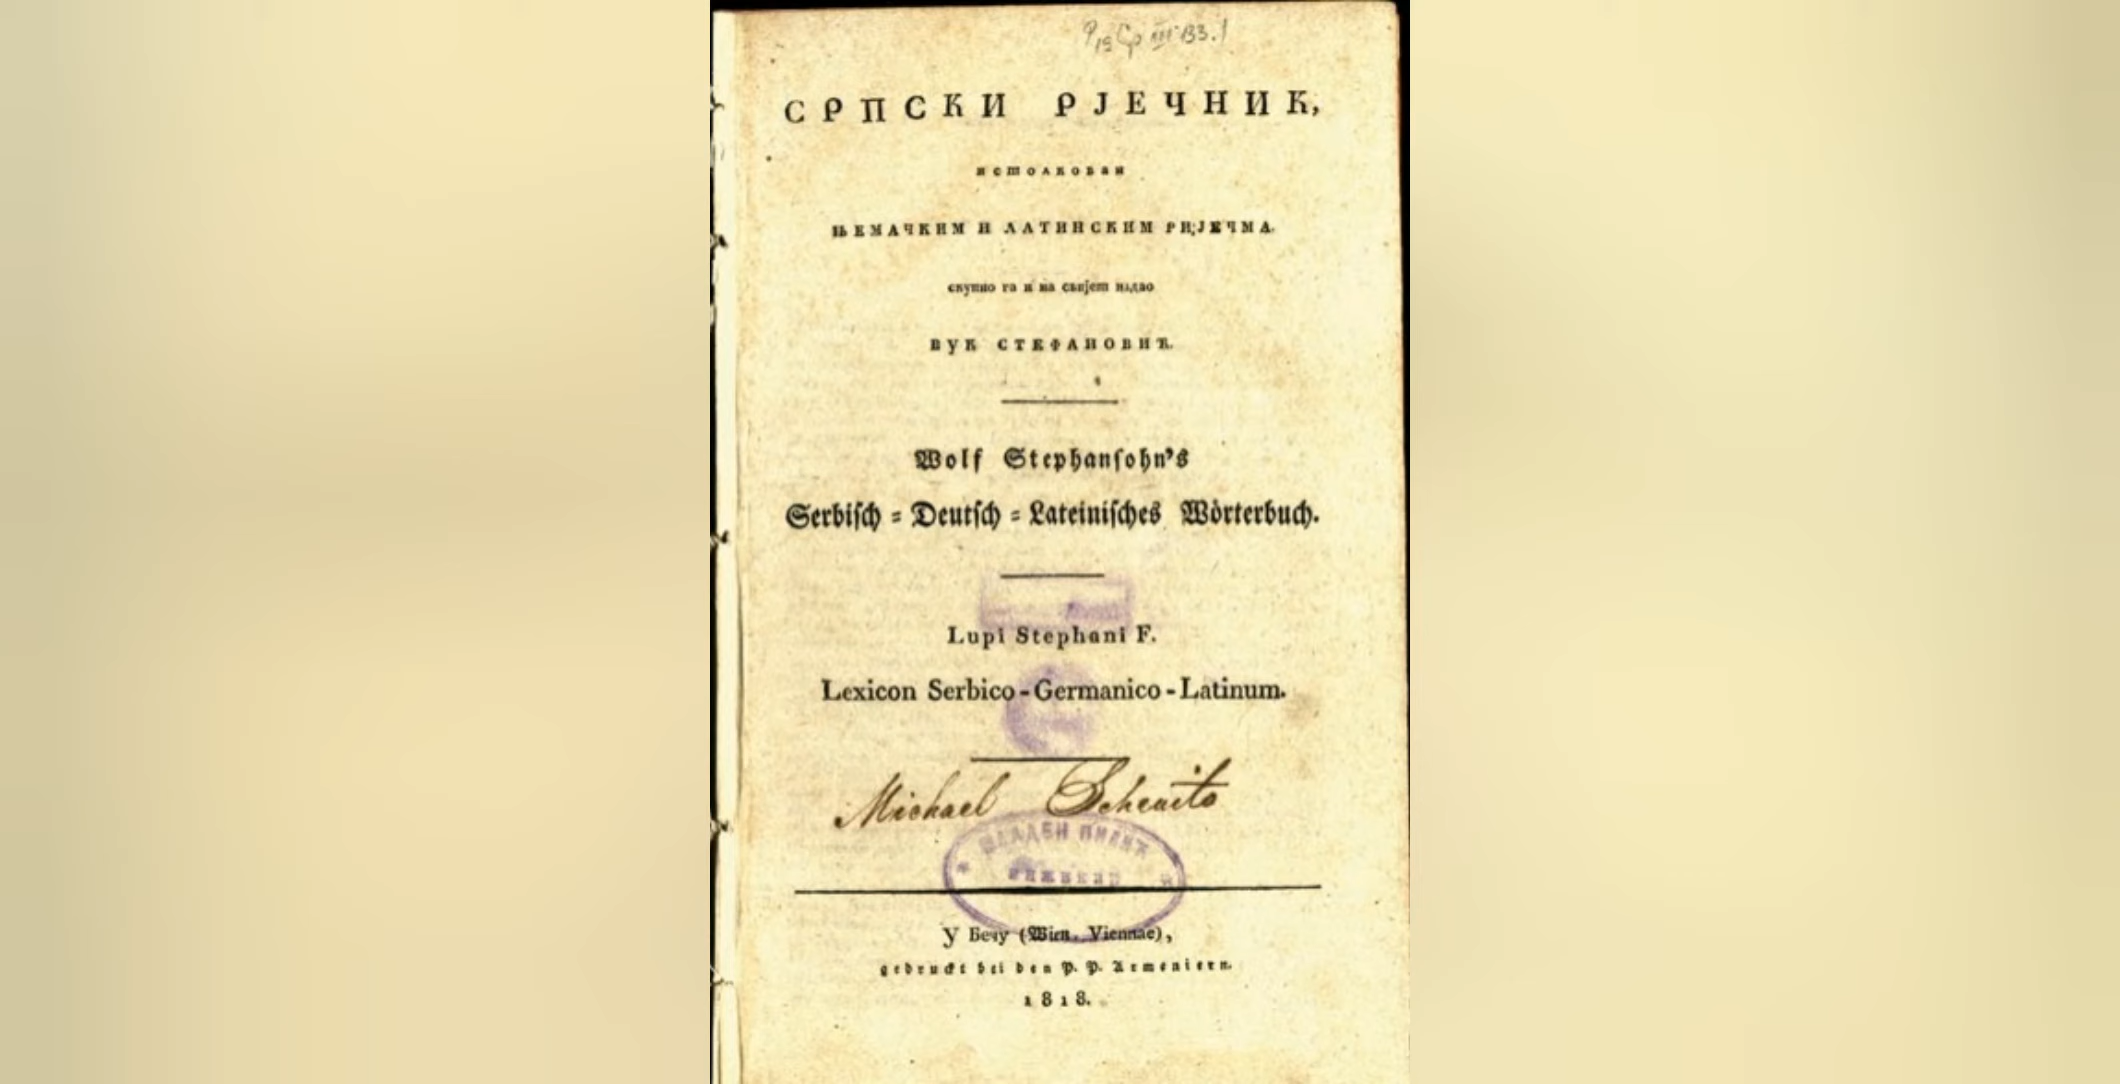 СРПСКИ РЈЕЧНИК,
истолкован
ЊЕМАЧКИМ И ЛАТИНСКИМ РИЈЕЧМА.
скупио га и на свијет издао
ВУК СТЕФАНОВИЋ.
Wolf Stephansohn's
Serbisch = Deutsch = Lateinisches Wörterbuch.
Lupi Stephani F.
Lexicon Serbico - Germanico - Latinum.
Michael
МЛАДЕН
У Бечу (Wien, Viennae),
gedruckt bei den P. P. Armeniern.
1818.